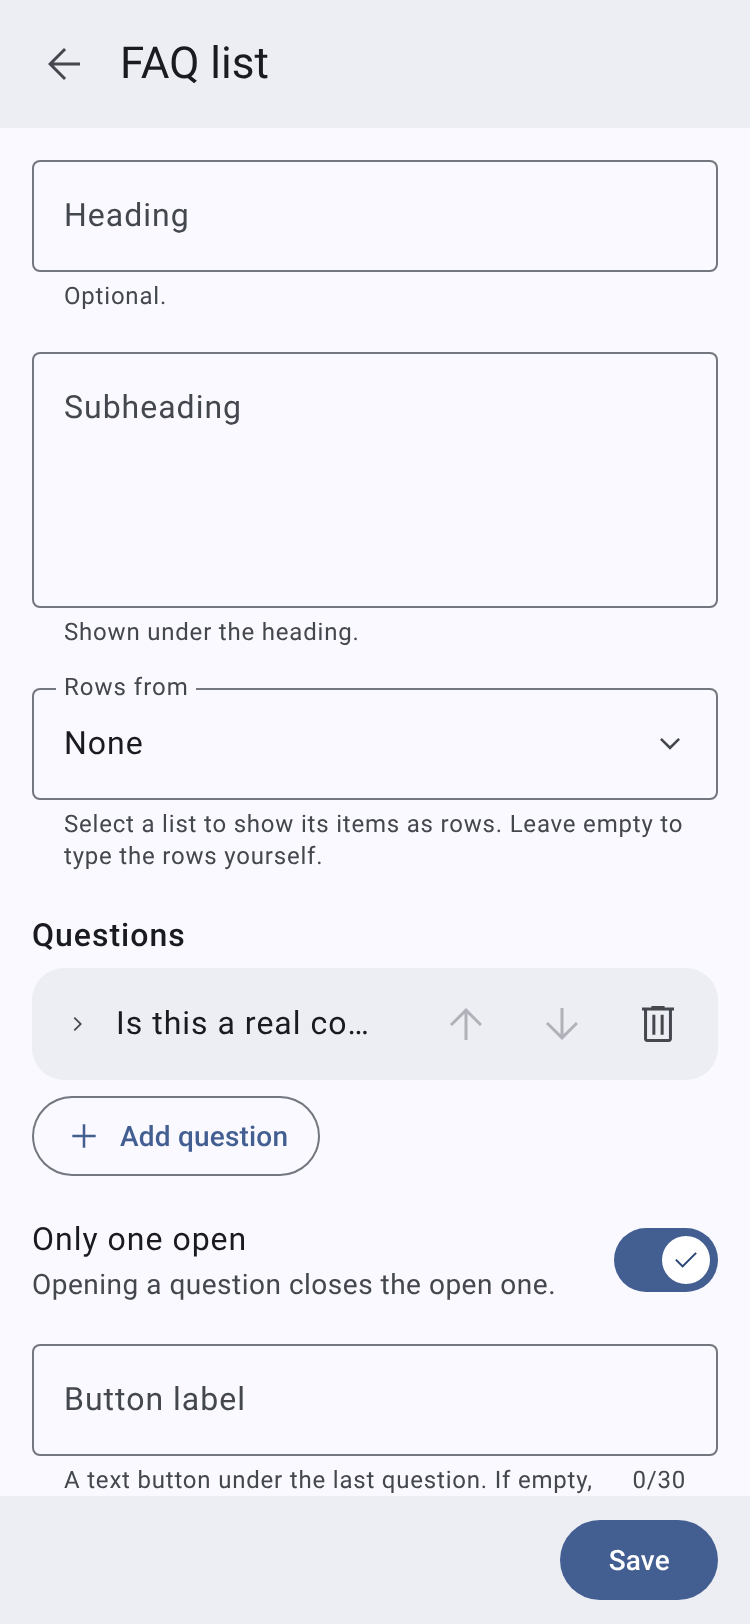 FAQ list
Heading
Optional.
Subheading
Shown under the heading.
Rows from
None
Select a list to show its items as rows. Leave empty to
type the rows yourself.
Questions
Is this a real co…
Add question
Only one open
Opening a question closes the open one.
Button label
A text button under the last question. If empty, 0/30
Save